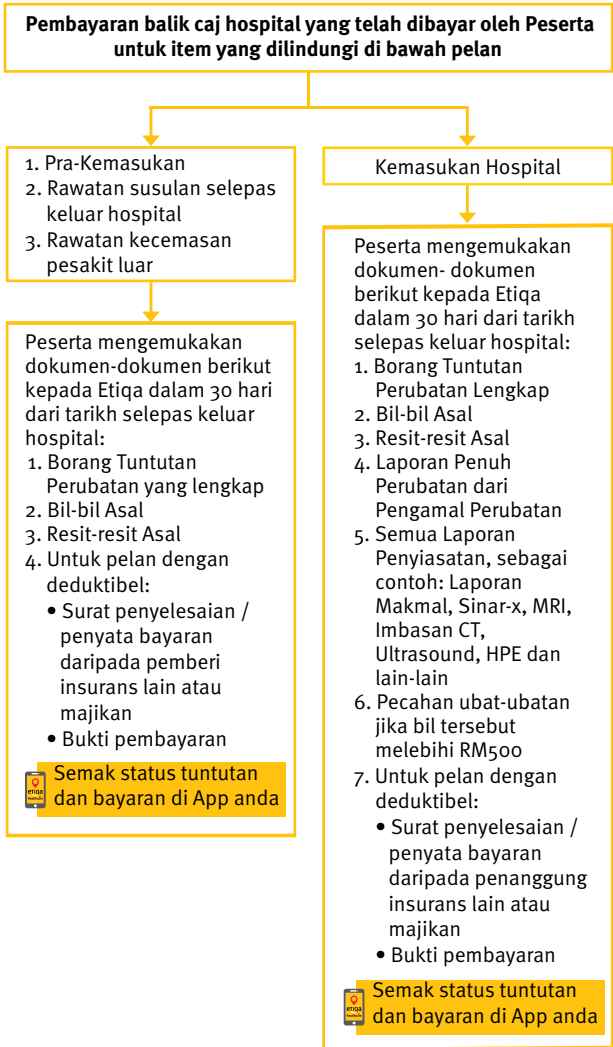 Pembayaran balik caj hospital yang telah dibayar oleh Peserta
untuk item yang dilindungi di bawah pelan
1. Pra-Kemasukan
2. Rawatan susulan selepas
keluar hospital
3. Rawatan kecemasan
pesakit luar
Peserta mengemukakan
dokumen-dokumen berikut
kepada Etiqa dalam 30 hari
dari tarikh selepas keluar
hospital:
1. Borang Tuntutan
Perubatan yang lengkap
2. Bil-bil Asal
3. Resit-resit Asal
4. Untuk pelan dengan
deduktibel:
• Surat penyelesaian /
penyata bayaran
daripada pemberi
insurans lain atau
majikan
• Bukti pembayaran
etiqa
Semak status tuntutan
dan bayaran di App anda
Kemasukan Hospital
Peserta mengemukakan
dokumen- dokumen
berikut kepada Etiqa
dalam 30 hari dari tarikh
selepas keluar hospital:
1. Borang Tuntutan
Perubatan Lengkap
2. Bil-bil Asal
3. Resit-resit Asal
4. Laporan Penuh
Perubatan dari
Pengamal Perubatan
5. Semua Laporan
Penyiasatan, sebagai
contoh: Laporan
Makmal, Sinar-x, MRI,
Imbasan CT,
Ultrasound, HPE dan
lain-lain
6. Pecahan ubat-ubatan
jika bil tersebut
melebihi RM500
7. Untuk pelan dengan
deduktibel:
• Surat penyelesaian /
penyata bayaran
daripada penanggung
insurans lain atau
majikan
• Bukti pembayaran
etiqa
Semak status tuntutan
dan bayaran di App anda